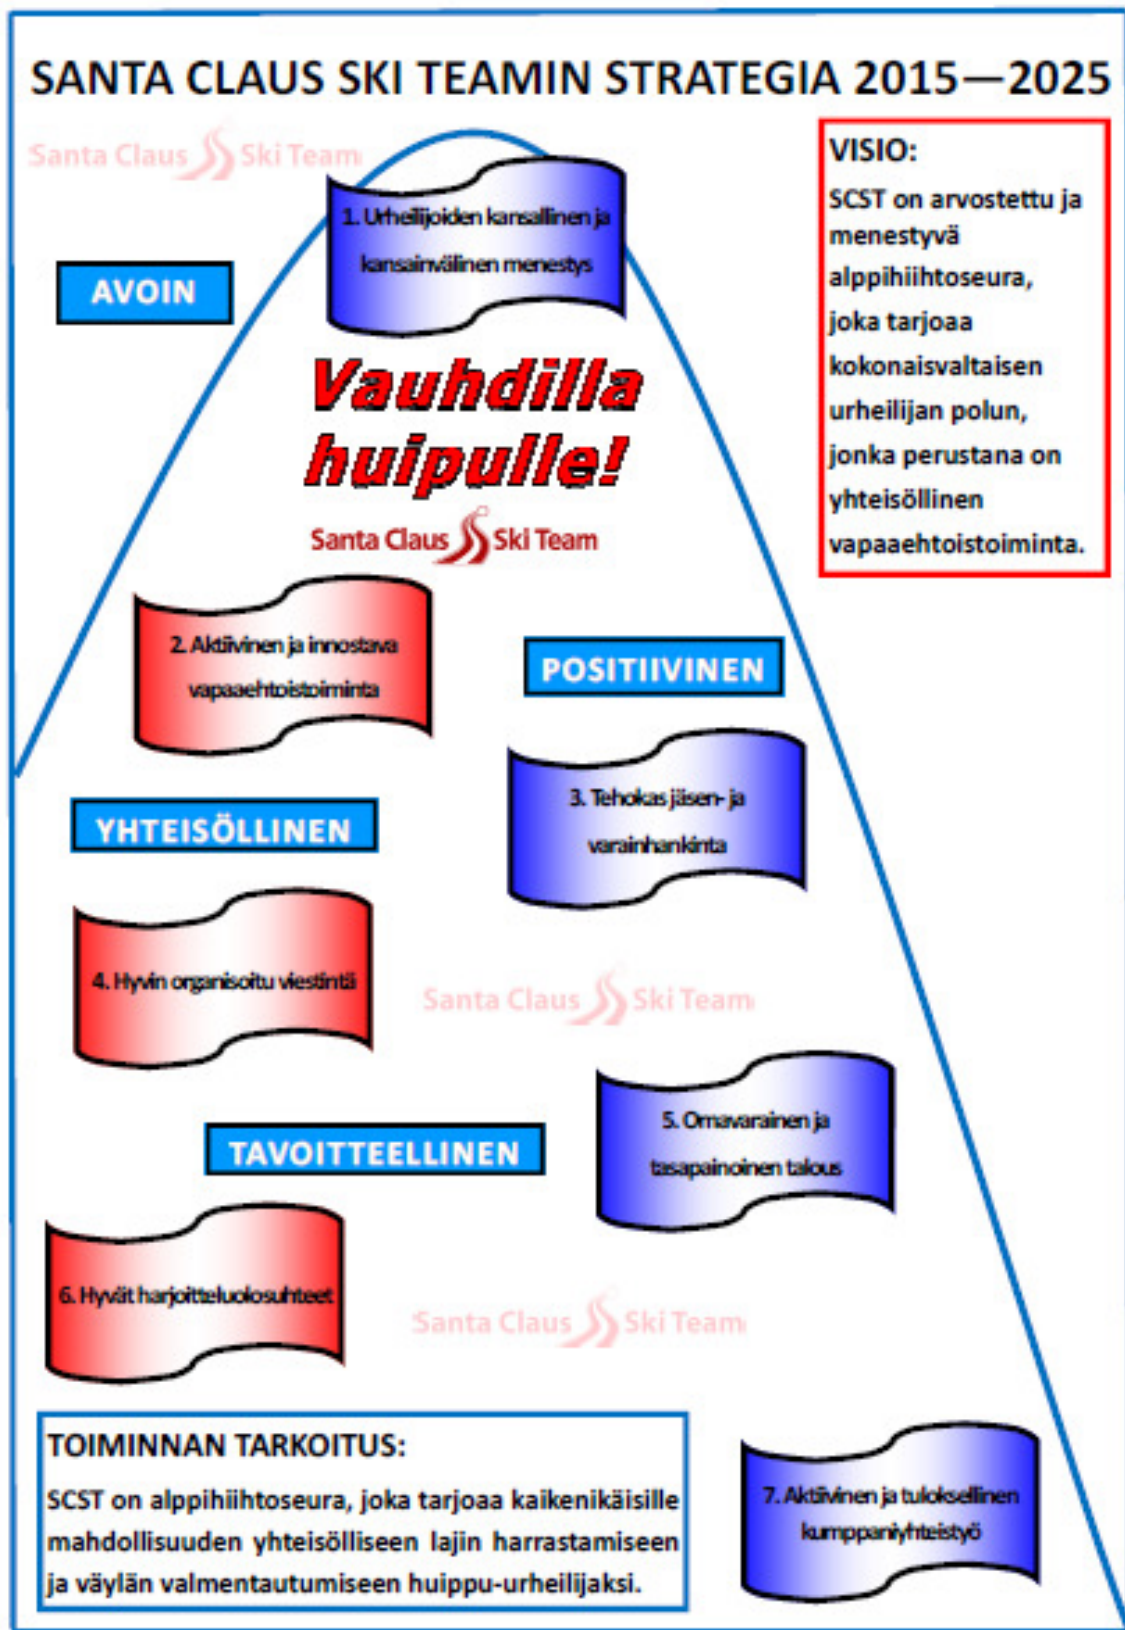 SANTA CLAUS SKI TEAMIN STRATEGIA 2015—2025
Santa Claus Ski Team
VISIO:
SCST on arvostettu ja
menestyvä
alppihiihtoseura,
joka tarjoaa
kokonaisvaltaisen
urheilijan polun,
jonka perustana on
yhteisöllinen
vapaaehtoistoiminta.
1. Urheilijoiden kansallinen ja
kansainvälinen menestys
AVOIN
Vauhdilla
huipulle!
Santa Claus Ski Team
2. Aktiivinen ja innostava
vapaaehtoistoiminta
POSITIIVINEN
3. Tehokas jäsen- ja
varainhankinta
YHTEISÖLLINEN
4. Hyvin organisoitu viestintä
Santa Claus Ski Team
5. Omavarainen ja
tasapainoinen talous
TAVOITTEELLINEN
6. Hyvät harjoitteluolosuhteet
Santa Claus Ski Team
TOIMINNAN TARKOITUS:
SCST on alppihiihtoseura, joka tarjoaa kaikenikäisille
mahdollisuuden yhteisölliseen lajin harrastamiseen
ja väylän valmentautumiseen huippu-urheilijaksi.
7. Aktiivinen ja tuloksellinen
kumppaniyhteistyö